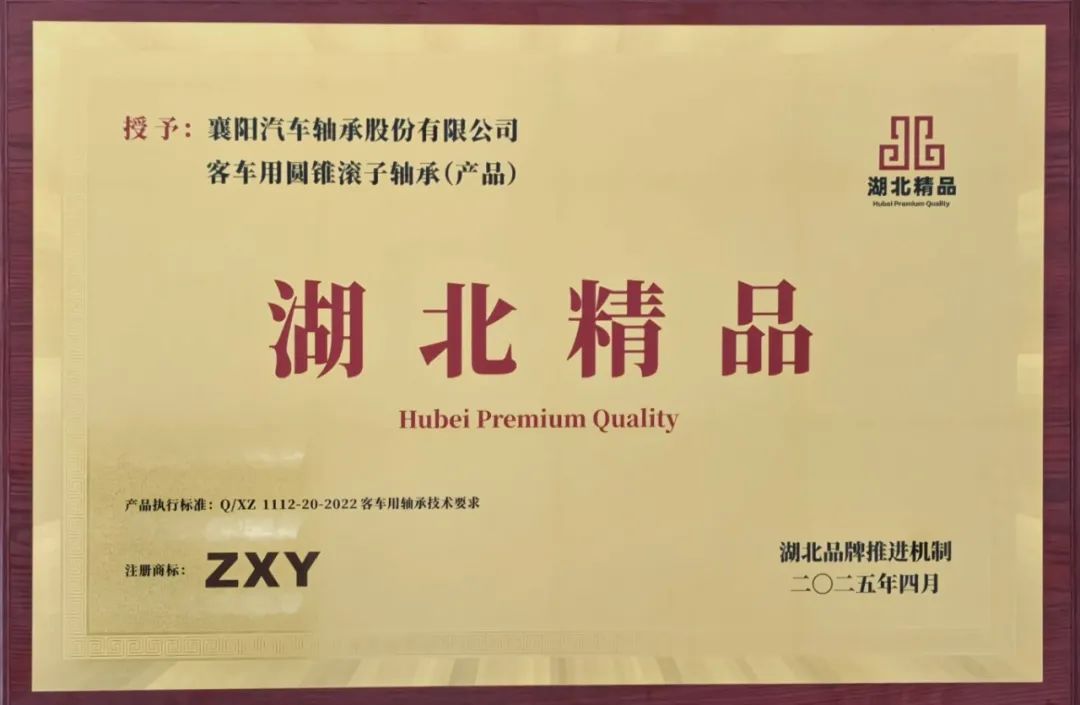 授予：襄阳汽车轴承股份有限公司
客车用圆锥滚子轴承(产品)
湖北精品
Hubei Premium Quality
湖北精品
Hubei Premium Quality
产品执行标准：Q/XZ 1112-20-2022 客车用轴承技术要求
注册商标：ZXY
湖北品牌推进机制
二〇二五年四月